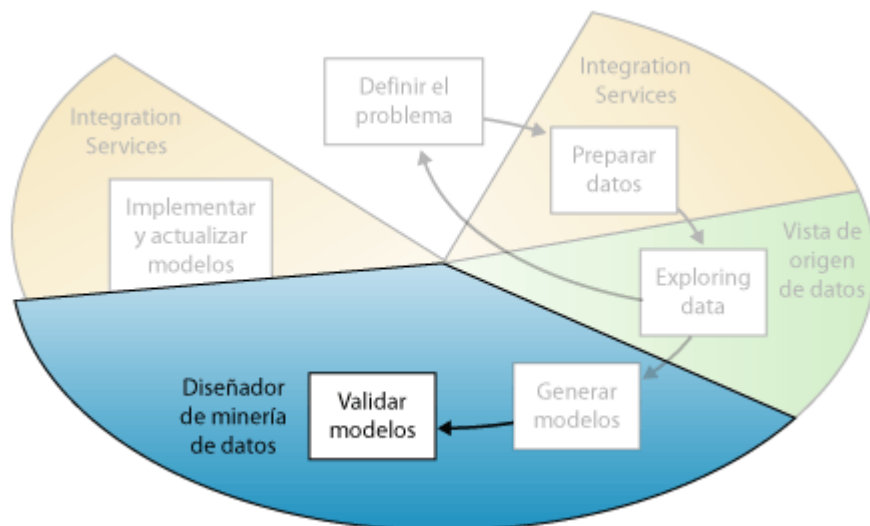 Definir el
problema
Integration
Services
Preparar
datos
Vista de
origen
de datos
Exploring
data
Generar
modelos
Validar
modelos
Diseñador
de minería
de datos
Implementar
y actualizar
modelos
Integration
Services